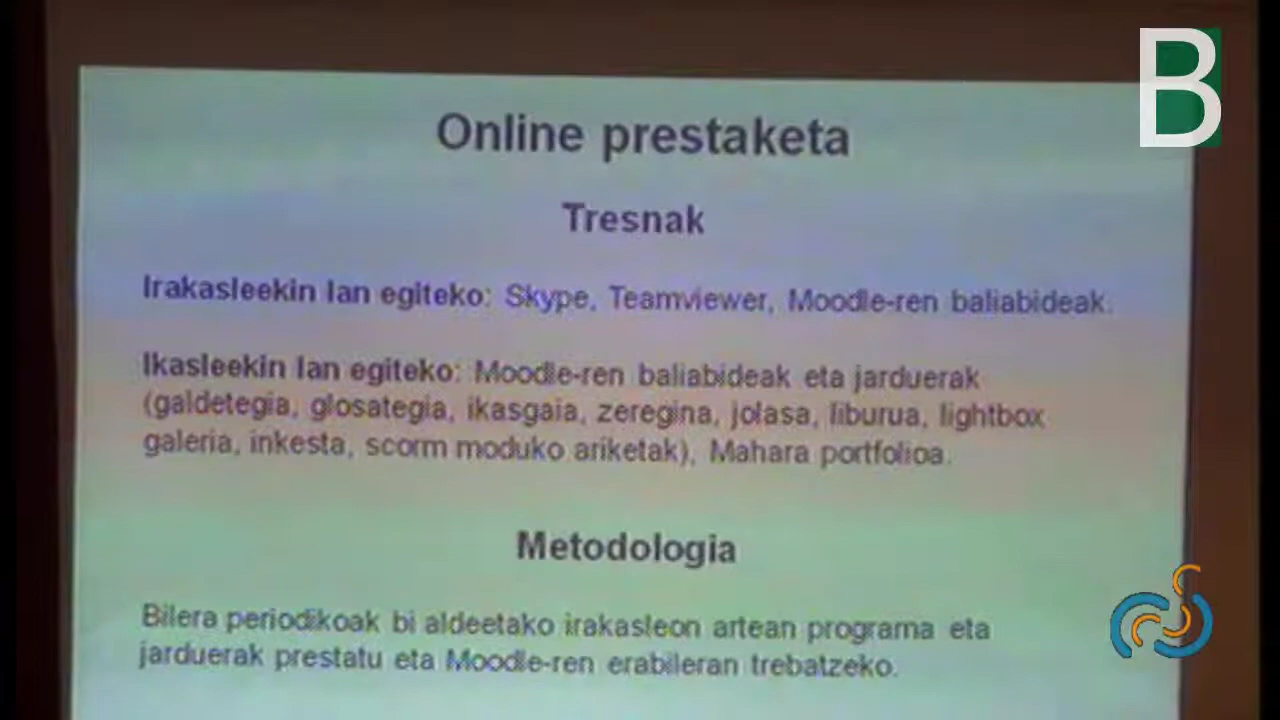 B
Online prestaketa
Tresnak
Irakasleekin lan egiteko: Skype, Teamviewer, Moodle-ren baliabideak.
Ikasleekin lan egiteko: Moodle-ren baliabideak eta jarduerak
(galdetegia, glosategia, ikasgaia, zeregina, jolasa, liburua, lightbox
galeria, inkesta, scorm moduko ariketak), Mahara portfolioa.
Metodologia
Bilera periodikoak bi aldeetako irakasleon artean programa eta
jarduerak prestatu eta Moodle-ren erabileran trebatzeko.